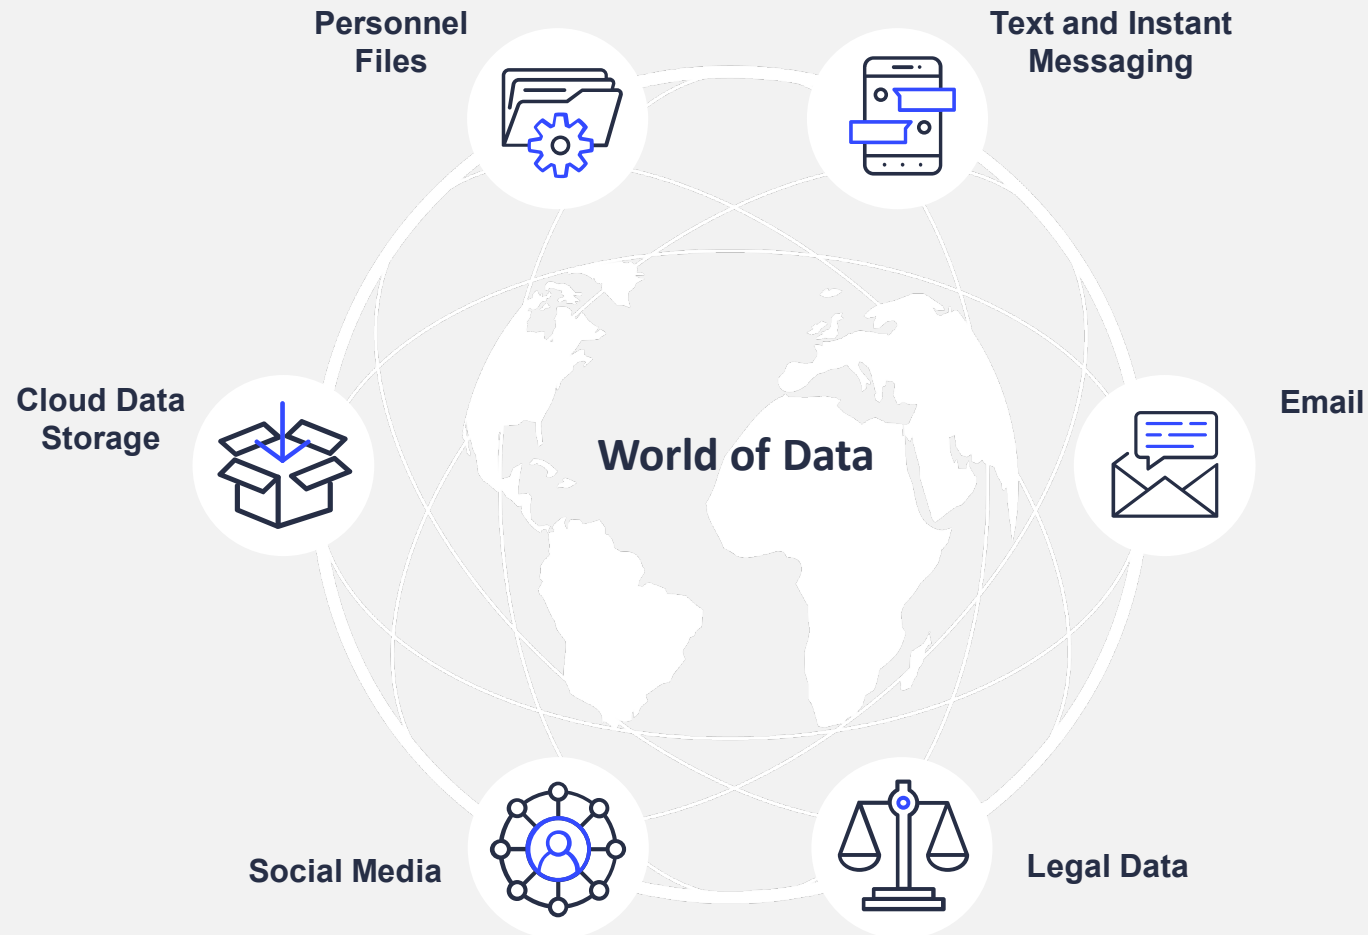 Personnel
Files
Text and Instant
Messaging
Cloud Data
Storage
Email
World of Data
Social Media
Legal Data